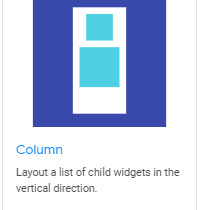 Column
Layout a list of child widgets in the
vertical direction.